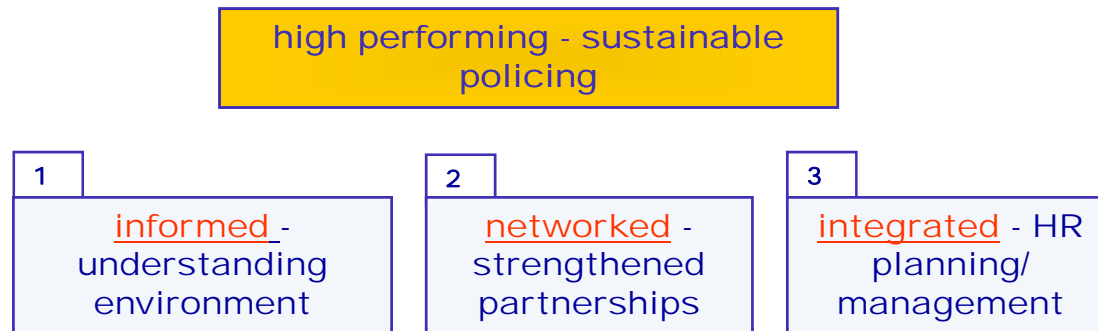 high performing - sustainable
policing
1
2
3
informed -
understanding
environment
networked -
strengthened
partnerships
integrated - HR
planning/
management